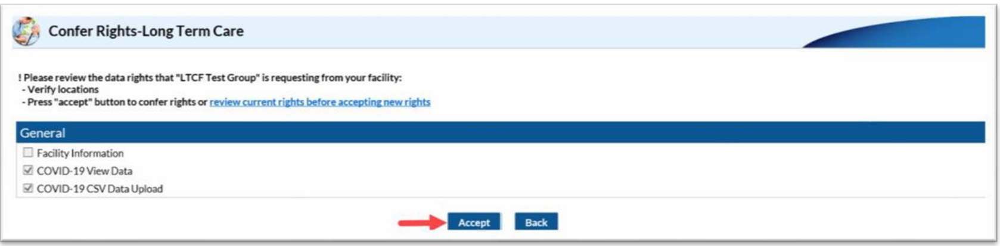 Confer Rights-Long Term Care
! Please review the data rights that "LTCF Test Group" is requesting from your facility:
- Verify locations
- Press "accept" button to confer rights or review current rights before accepting new rights
General
Facility Information
COVID-19 View Data
COVID-19 CSV Data Upload
Accept Back